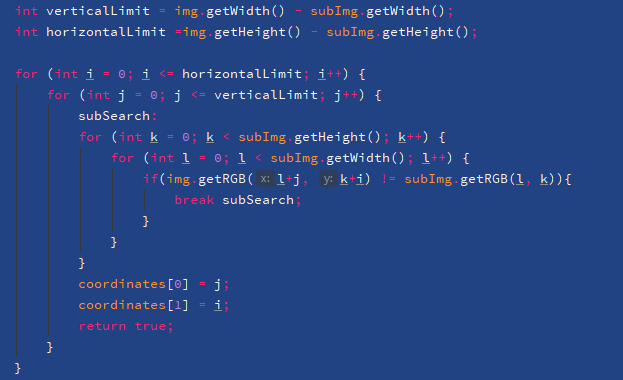 int verticalLimit = img.getWidth() - subImg.getWidth();
int horizontalLimit =img.getHeight() - subImg.getHeight();
for (int i = 0; i <= horizontalLimit; i++) {
for (int j = 0; j <= verticalLimit; j++) {
subSearch:
for (int k = 0; k < subImg.getHeight(); k++) {
for (int l = 0; l < subImg.getWidth(); l++) {
if(img.getRGB( x: l+j, y: k+i) != subImg.getRGB(l, k)){
break subSearch;
}
}
}
coordinates[0] = j;
coordinates[1] = i;
return true;
}
}